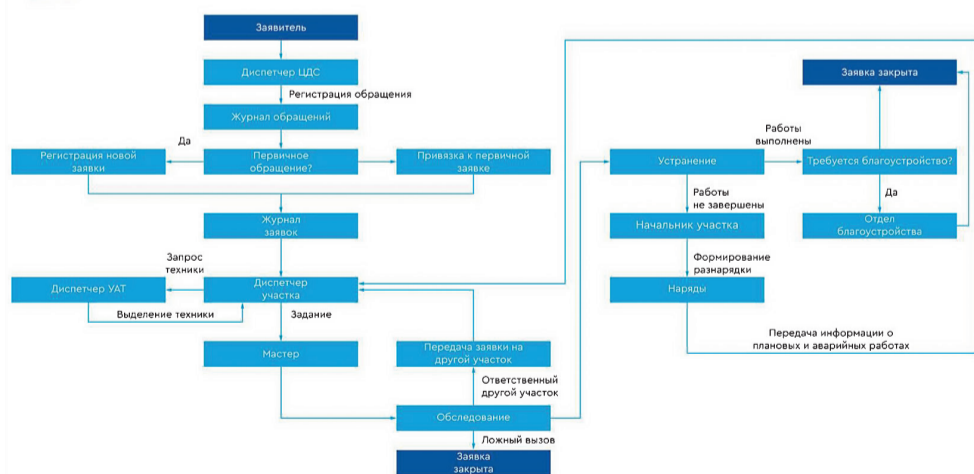 Заявитель
Диспетчер ЦДС
Регистрация обращения
Журнал обращений
Да
Регистрация новой
заявки
Первичное
обращение?
Привязка к первичной
заявке
Журнал
заявок
Запрос
техники
Диспетчер УАТ
Диспетчер
участка
Выделение техники
Задание
Мастер
Передача заявки на
другой участок
Ответственный
другой участок
Обследование
Ложный вызов
Заявка
закрыта
Заявка закрыта
Работы
выполнены
Устранение
Требуется благоустройство?
Работы
не завершены
Да
Начальник участка
Отдел
благоустройства
Формирование
разнарядки
Наряды
Передача информации о
плановых и аварийных работах